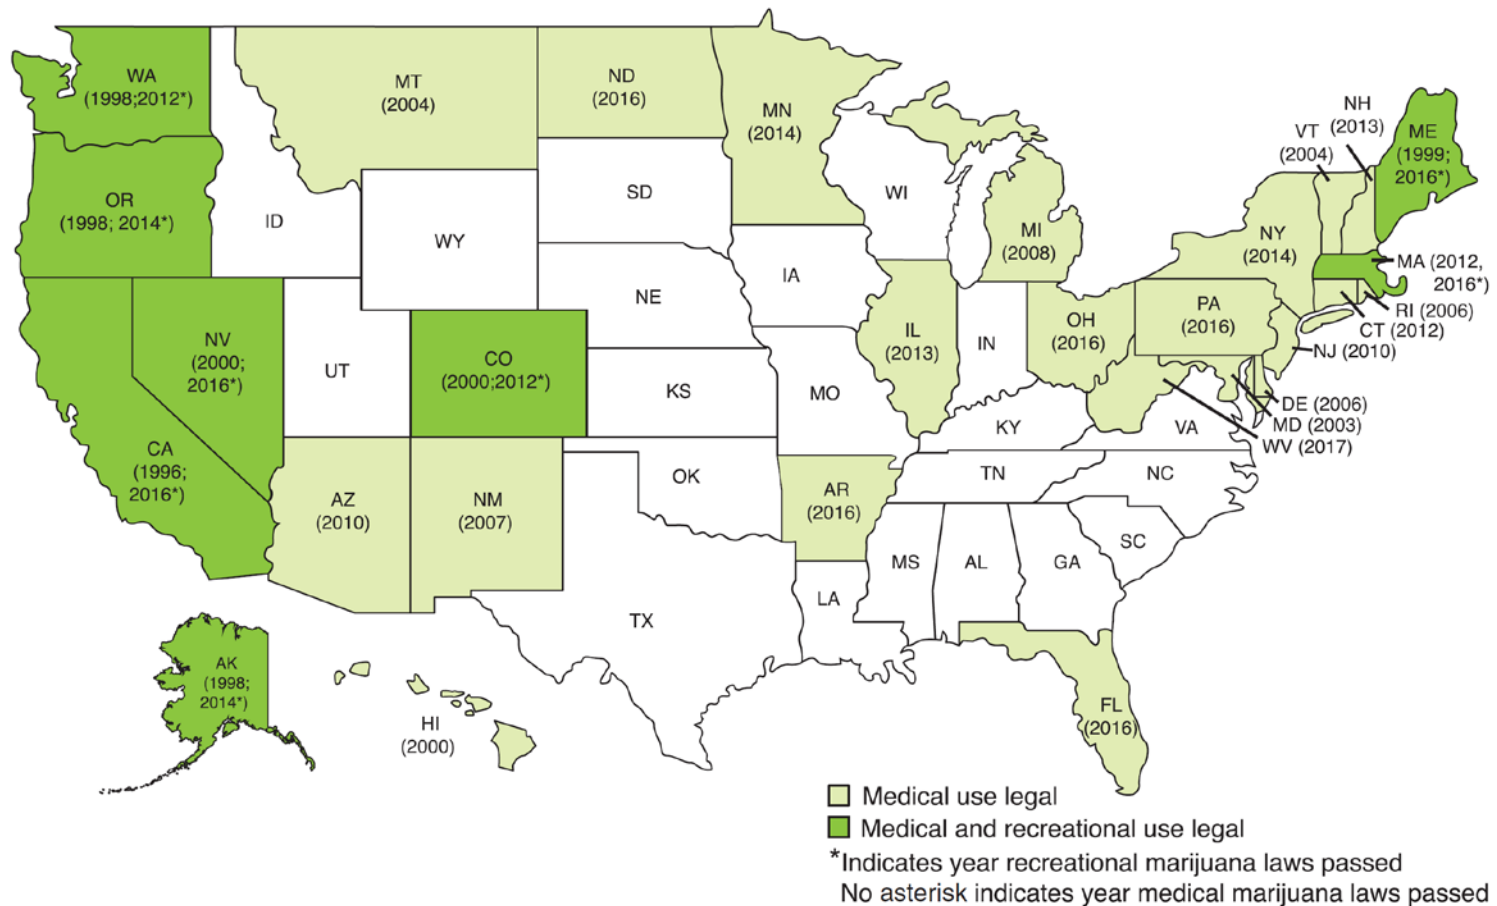 WA
(1998;2012*)
MT
(2004)
ND
(2016)
MN
(2014)
NH
(2013)
VT
(2004)
ME
(1999;
2016*)
OR
(1998; 2014*)
ID
WY
SD
WI
MI
(2008)
NY
(2014)
MA (2012,
2016*)
RI (2006)
CT (2012)
NJ (2010)
NV
(2000;
2016*)
UT
CO
(2000;2012*)
NE
IA
IL
(2013)
IN
OH
(2016)
PA
(2016)
DE (2006)
MD (2003)
WV (2017)
CA
(1996;
2016*)
KS
MO
KY
VA
AZ
(2010)
NM
(2007)
OK
AR
(2016)
TN
NC
SC
TX
LA
MS
AL
GA
FL
(2016)
AK
(1998;
2014*)
HI
(2000)
Medical use legal
Medical and recreational use legal
*Indicates year recreational marijuana laws passed
No asterisk indicates year medical marijuana laws passed